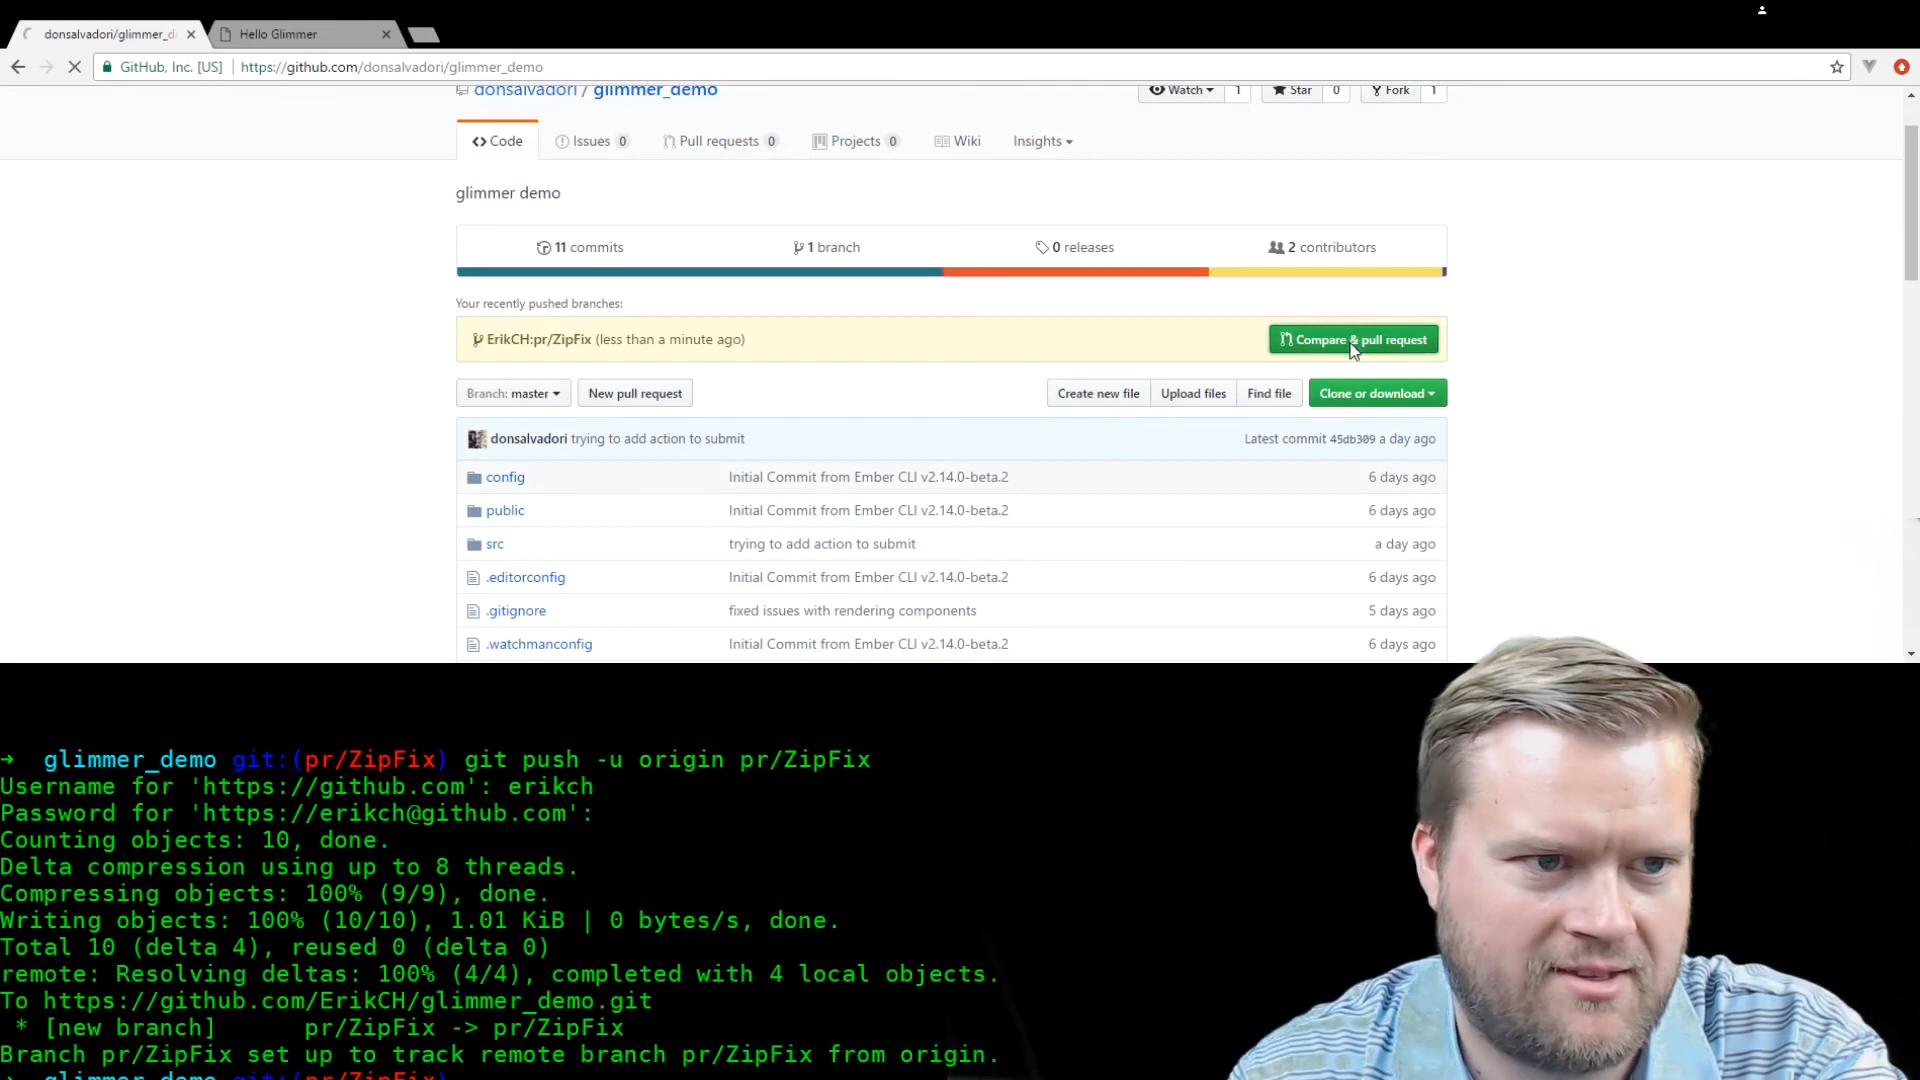 donsalvadori/glimmer_d
Hello Glimmer
GitHub, Inc. [US] https://github.com/donsalvadori/glimmer_demo
donsalvadori / glimmer_demo
Watch 1 Star 0 Fork 1
Code Issues 0 Pull requests 0 Projects 0 Wiki Insights
glimmer demo
11 commits 1 branch 0 releases 2 contributors
Your recently pushed branches:
ErikCH:pr/ZipFix (less than a minute ago) Compare & pull request
Branch: master New pull request Create new file Upload files Find file Clone or download
donsalvadori trying to add action to submit Latest commit 45db309 a day ago
config Initial Commit from Ember CLI v2.14.0-beta.2 6 days ago
public Initial Commit from Ember CLI v2.14.0-beta.2 6 days ago
src trying to add action to submit a day ago
.editorconfig Initial Commit from Ember CLI v2.14.0-beta.2 6 days ago
.gitignore fixed issues with rendering components 5 days ago
.watchmanconfig Initial Commit from Ember CLI v2.14.0-beta.2 6 days ago
➜ glimmer_demo git:(pr/ZipFix) git push -u origin pr/ZipFix
Username for 'https://github.com': erikch
Password for 'https://erikch@github.com':
Counting objects: 10, done.
Delta compression using up to 8 threads.
Compressing objects: 100% (9/9), done.
Writing objects: 100% (10/10), 1.01 KiB | 0 bytes/s, done.
Total 10 (delta 4), reused 0 (delta 0)
remote: Resolving deltas: 100% (4/4), completed with 4 local objects.
To https://github.com/ErikCH/glimmer_demo.git
* [new branch] pr/ZipFix -> pr/ZipFix
Branch pr/ZipFix set up to track remote branch pr/ZipFix from origin.
➜ glimmer_demo git:(pr/ZipFix)